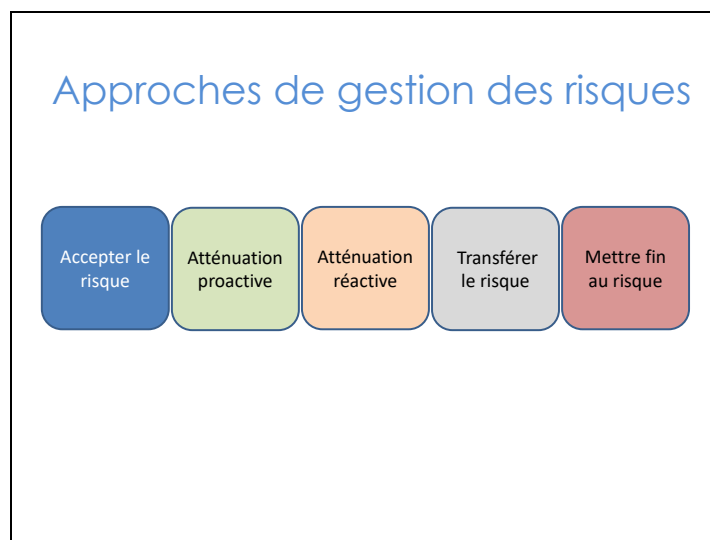 Approches de gestion des risques
Accepter le
risque
Atténuation
proactive
Atténuation
réactive
Transférer
le risque
Mettre fin
au risque